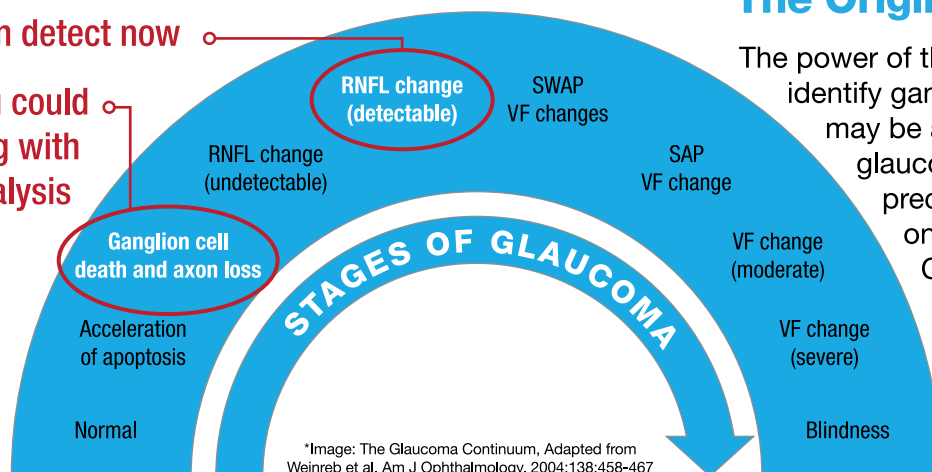 n detect now
could
g with
alysis
RNFL change
(detectable)
SWAP
VF changes
RNFL change
(undetectable)
SAP
VF change
Ganglion cell
death and axon loss
VF change
(moderate)
Acceleration
of apoptosis
VF change
(severe)
Normal
Blindness
STAGES OF GLAUCOMA
*Image: The Glaucoma Continuum, Adapted from
Weinreb et al. Am J Ophthalmology. 2004;138:458-467
The Origi
The power of th
identify gan
may be a
glauco
prec
on